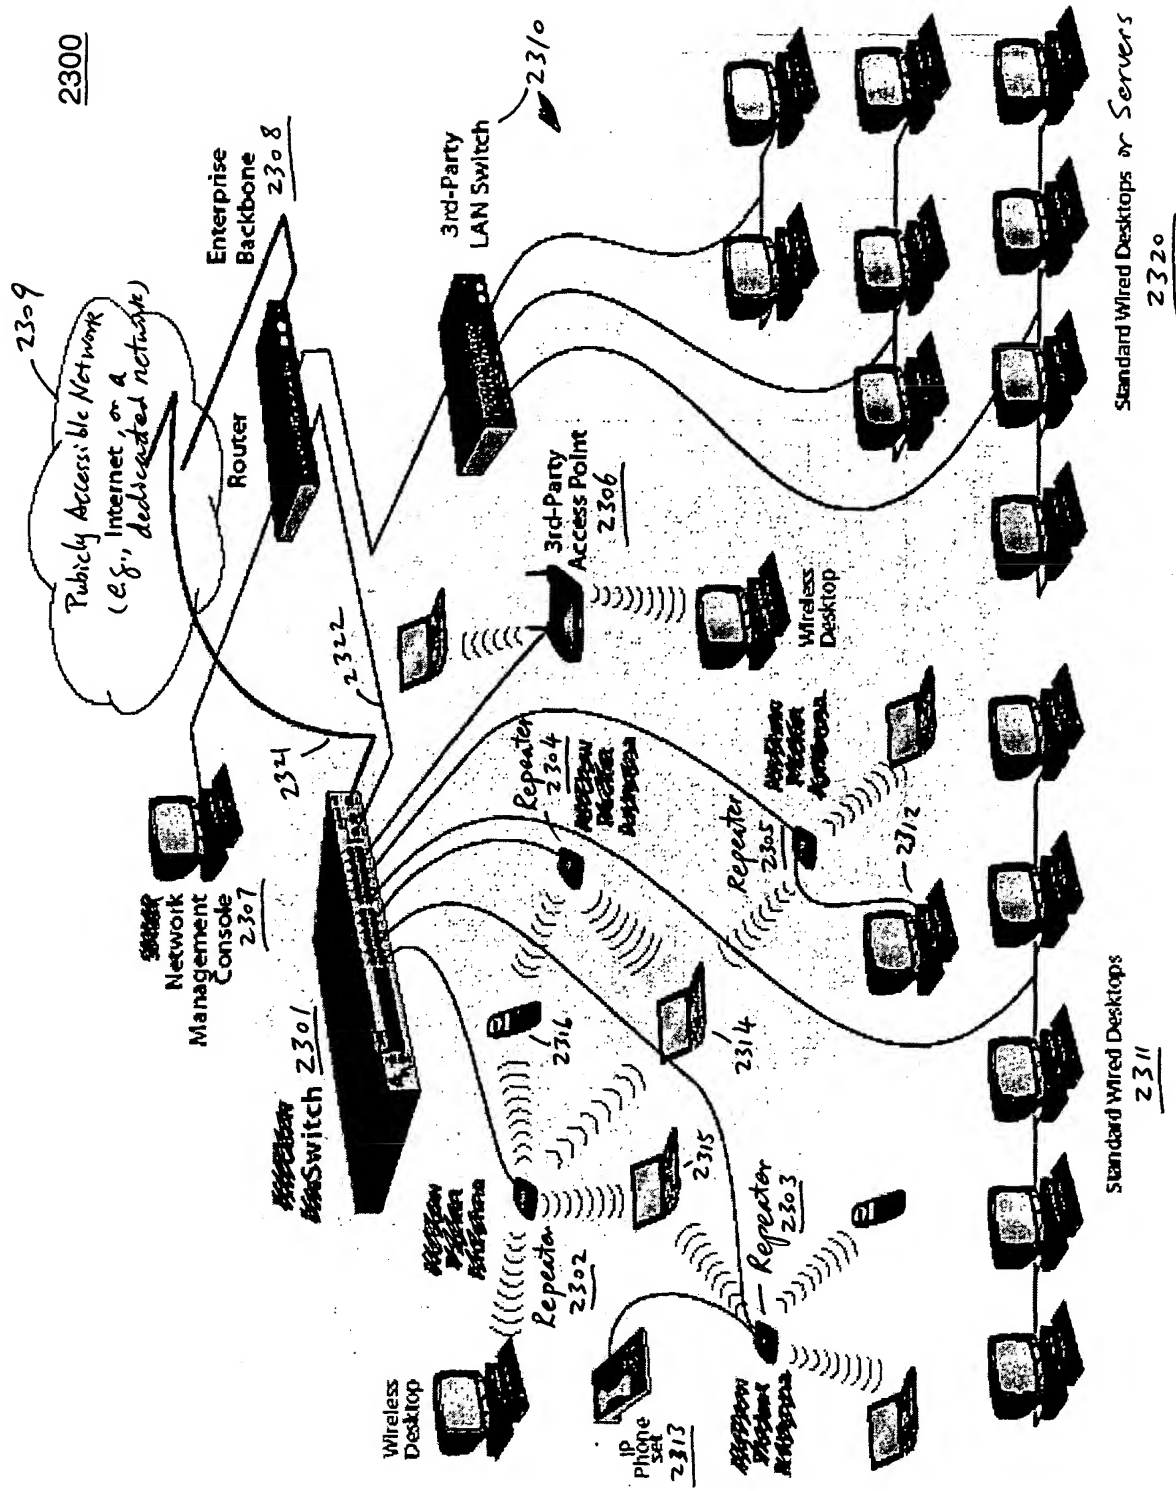 2300
2309
Pubicly Accessible Network
(e.g., Internet, or a
dedicated network)
Enterprise
Backbone
2308
Router
3rd-Party
LAN Switch
2310
Network
Management
Console
2307
2321
2322
Switch 2301
3rd-Party
Access Point
2306
Wireless
Desktop
Repeater
2304
Repeater
2305
2312
2316
2314
2315
Repeater
2302
Repeater
2303
Wireless
Desktop
IP
Phone
set
2313
Standard Wired Desktops
2311
Standard Wired Desktops or Servers
2320